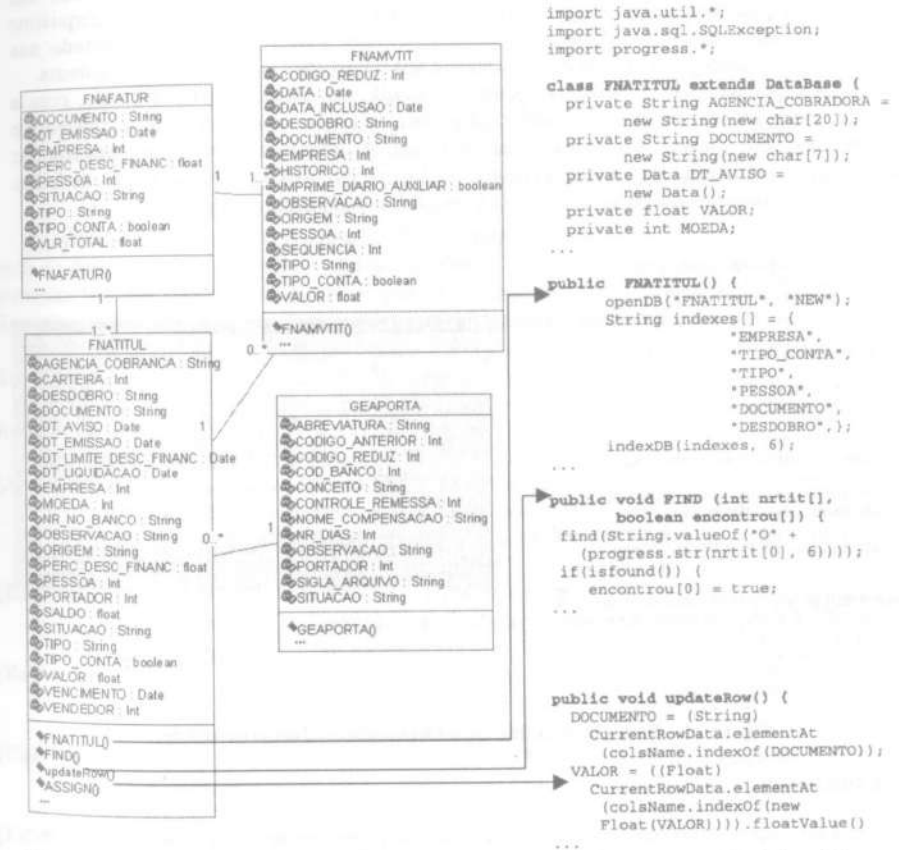 FNAFATUR
DOCUMENTO : String
DT_EMISSAO : Date
EMPRESA : Int
PERC_DESC_FINANC : float
PESSOA : Int
SITUACAO : String
TIPO : String
TIPO_CONTA : boolean
VLR_TOTAL : float
FNAFATUR()
...
1
1..*
1
1..
FNAMVTIT
CODIGO_REDUZ : Int
DATA : Date
DATA_INCLUSAO : Date
DESDOBRO : String
DOCUMENTO : String
EMPRESA : Int
HISTORICO : Int
IMPRIME_DIARIO_AUXILIAR : boolean
OBSERVACAO : String
ORIGEM : String
PESSOA : Int
SEQUENCIA : Int
TIPO : String
TIPO_CONTA : boolean
VALOR : float
FNAMVTIT()
...
0..*
1
FNATITUL
AGENCIA_COBRANCA : String
CARTEIRA : Int
DESDOBRO : String
DOCUMENTO : String
DT_AVISO : Date
DT_EMISSAO : Date
DT_LIMITE_DESC_FINANC : Date
DT_LIQUIDACAO : Date
EMPRESA : Int
MOEDA : Int
NR_NO_BANCO : String
OBSERVACAO : String
ORIGEM : String
PERC_DESC_FINANC : float
PESSOA : Int
PORTADOR : Int
SALDO : float
SITUACAO : String
TIPO : String
TIPO_CONTA : boolean
VALOR : float
VENCIMENTO : Date
VENDEDOR : Int
FNATITUL()
FIND()
updateRow()
ASSIGN()
...
0..*
1
GEAPORTA
ABREVIATURA : String
CODIGO_ANTERIOR : Int
CODIGO_REDUZ : Int
COD_BANCO : Int
CONCEITO : String
CONTROLE_REMESSA : Int
NOME_COMPENSACAO : String
NR_DIAS : Int
OBSERVACAO : String
PORTADOR : Int
SIGLA_ARQUIVO : String
SITUACAO : String
GEAPORTA()
...
import java.util.*;
import java.sql.SQLException;
import progress.*;
class FNATITUL extends DataBase {
private String AGENCIA_COBRADORA =
new String(new char[20]);
private String DOCUMENTO =
new String(new char[7]);
private Data DT_AVISO =
new Data();
private float VALOR;
private int MOEDA;
...
public FNATITUL() {
openDB("FNATITUL", "NEW");
String indexes[] = {
"EMPRESA",
"TIPO_CONTA",
"TIPO",
"PESSOA",
"DOCUMENTO",
"DESDOBRO",};
indexDB(indexes, 6);
...
public void FIND (int nrtit[],
boolean encontrou[]) {
find(String.valueOf("O" +
(progress.str(nrtit[0], 6))));
if(isfound()) {
encontrou[0] = true;
...
public void updateRow() {
DOCUMENTO = (String)
CurrentRowData.elementAt
(colsName.indexOf(DOCUMENTO));
VALOR = ((Float)
CurrentRowData.elementAt
(colsName.indexOf(new
Float(VALOR)))).floatValue()
...